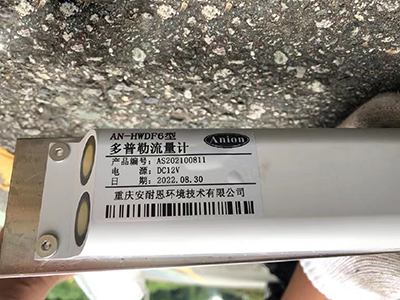 AN-HWDF6型
Anion
多普勒流量计
产品编号: AS202100811
电 源: DC12V
日 期: 2022.08.30
重庆安耐恩环境技术有限公司